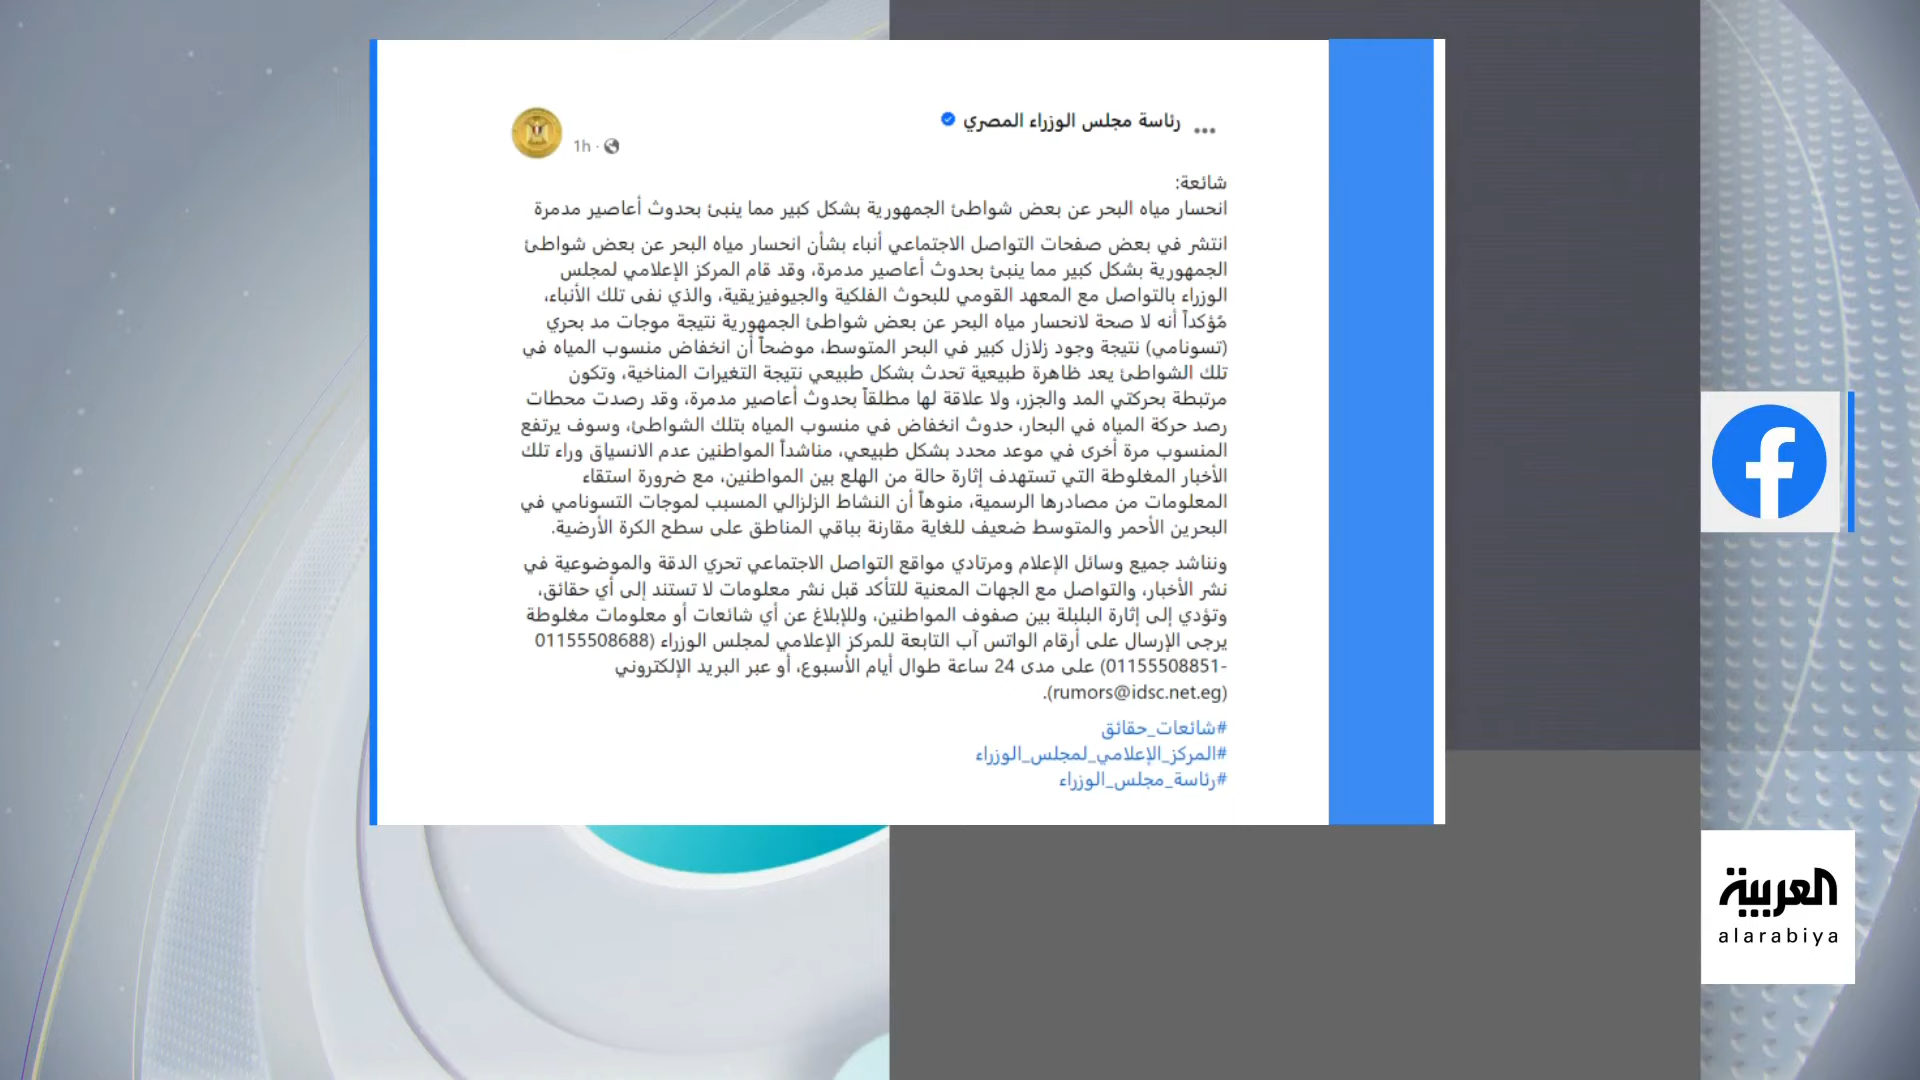 رئاسة مجلس الوزراء المصري
1h
شائعة:
انحسار مياه البحر عن بعض شواطئ الجمهورية بشكل كبير مما ينبئ بحدوث أعاصير مدمرة
انتشر في بعض صفحات التواصل الاجتماعي أنباء بشأن انحسار مياه البحر عن بعض شواطئ
الجمهورية بشكل كبير مما ينبئ بحدوث أعاصير مدمرة، وقد قام المركز الإعلامي لمجلس
الوزراء بالتواصل مع المعهد القومي للبحوث الفلكية والجيوفيزيقية، والذي نفى تلك الأنباء،
مُؤكداً أنه لا صحة لانحسار مياه البحر عن بعض شواطئ الجمهورية نتيجة موجات مد بحري
(تسونامي) نتيجة وجود زلازل كبير في البحر المتوسط، موضحاً أن انخفاض منسوب المياه في
تلك الشواطئ يعد ظاهرة طبيعية تحدث بشكل طبيعي نتيجة التغيرات المناخية، وتكون
مرتبطة بحركتي المد والجزر، ولا علاقة لها مطلقاً بحدوث أعاصير مدمرة، وقد رصدت محطات
رصد حركة المياه في البحار، حدوث انخفاض في منسوب المياه بتلك الشواطئ، وسوف يرتفع
المنسوب مرة أخرى في موعد محدد بشكل طبيعي، مناشداً المواطنين عدم الانسياق وراء تلك
الأخبار المغلوطة التي تستهدف إثارة حالة من الهلع بين المواطنين، مع ضرورة استقاء
المعلومات من مصادرها الرسمية، منوهاً أن النشاط الزلزالي المسبب لموجات التسونامي في
البحرين الأحمر والمتوسط ضعيف للغاية مقارنة بباقي المناطق على سطح الكرة الأرضية.
ونناشد جميع وسائل الإعلام ومرتادي مواقع التواصل الاجتماعي تحري الدقة والموضوعية في
نشر الأخبار، والتواصل مع الجهات المعنية للتأكد قبل نشر معلومات لا تستند إلى أي حقائق،
وتؤدي إلى إثارة البلبلة بين صفوف المواطنين، وللإبلاغ عن أي شائعات أو معلومات مغلوطة
يرجى الإرسال على أرقام الواتس آب التابعة للمركز الإعلامي لمجلس الوزراء (01155508688
-01155508851) على مدى 24 ساعة طوال أيام الأسبوع، أو عبر البريد الإلكتروني
(rumors@idsc.net.eg).
#شائعات_حقائق
#المركز_الإعلامي_لمجلس_الوزراء
#رئاسة_مجلس_الوزراء
العربية
alarabiya